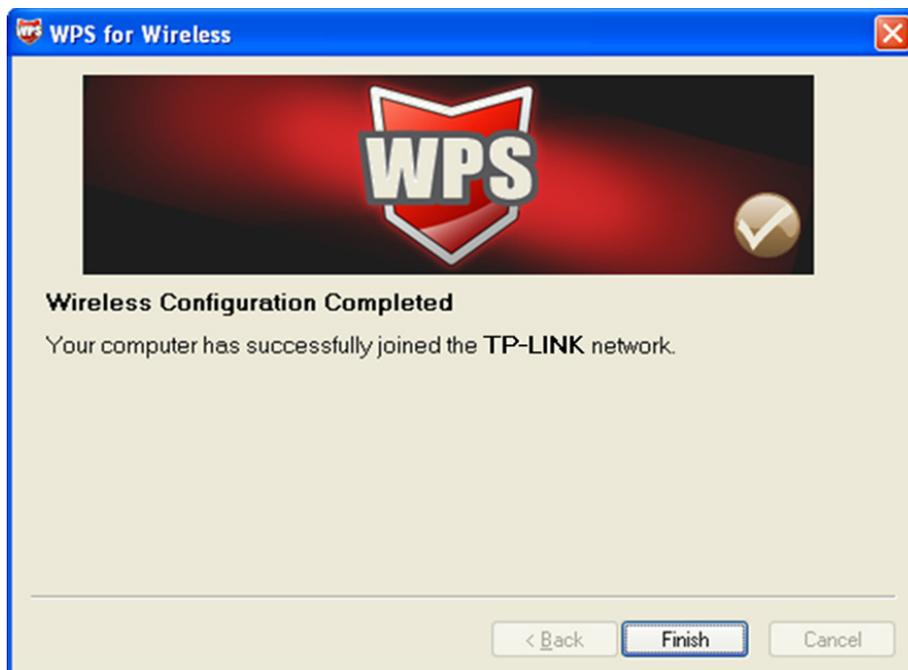 WPS WPS for Wireless
WPS
Wireless Configuration Completed
Your computer has successfully joined the TP-LINK network.
< Back Finish Cancel